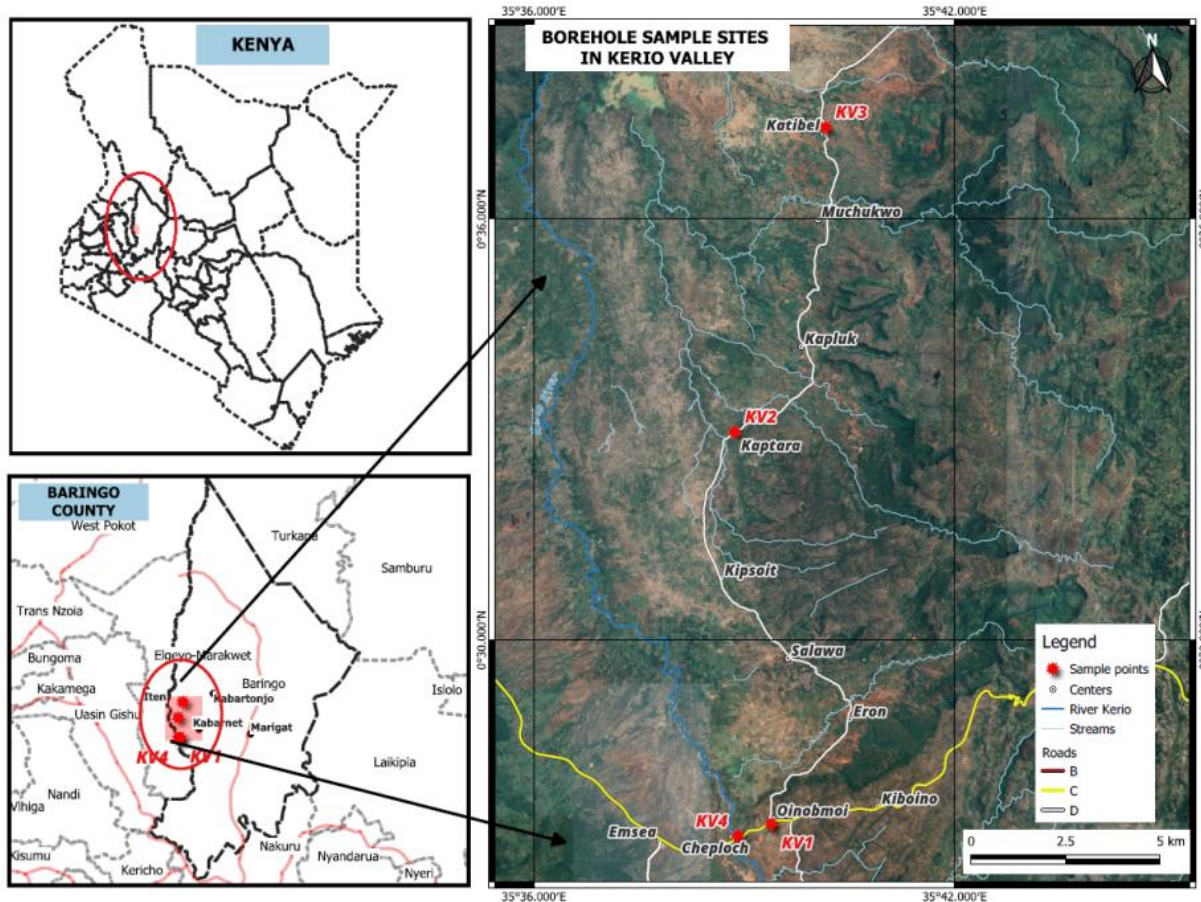 KENYA
BARINGO
COUNTY
West Pokot
Turkana
Samburu
Trans Nzoia
Bungoma
Elgeyo-Marakwet
Kakamega
Iten
Baringo
Kabartonjo
Isiolo
Uasin Gishu
Kabarnet
Marigat
KV4
KV1
Laikipia
Nandi
Vihiga
Kisumu
Kericho
Nakuru
Nyandarua
Nyeri
35°36.000'E
35°42.000'E
BOREHOLE SAMPLE SITES
IN KERIO VALLEY
N
KV3
Katibel
0°36.000'N
Muchukwo
Kapluk
KV2
Kaptara
Kipsoit
0°30.000'N
Salawa
Eron
Kiboino
Oinobmoi
KV4
KV1
Emsea
Cheploch
Legend
Sample points
Centers
River Kerio
Streams
Roads
B
C
D
0
2.5
5 km
35°36.000'E
35°42.000'E